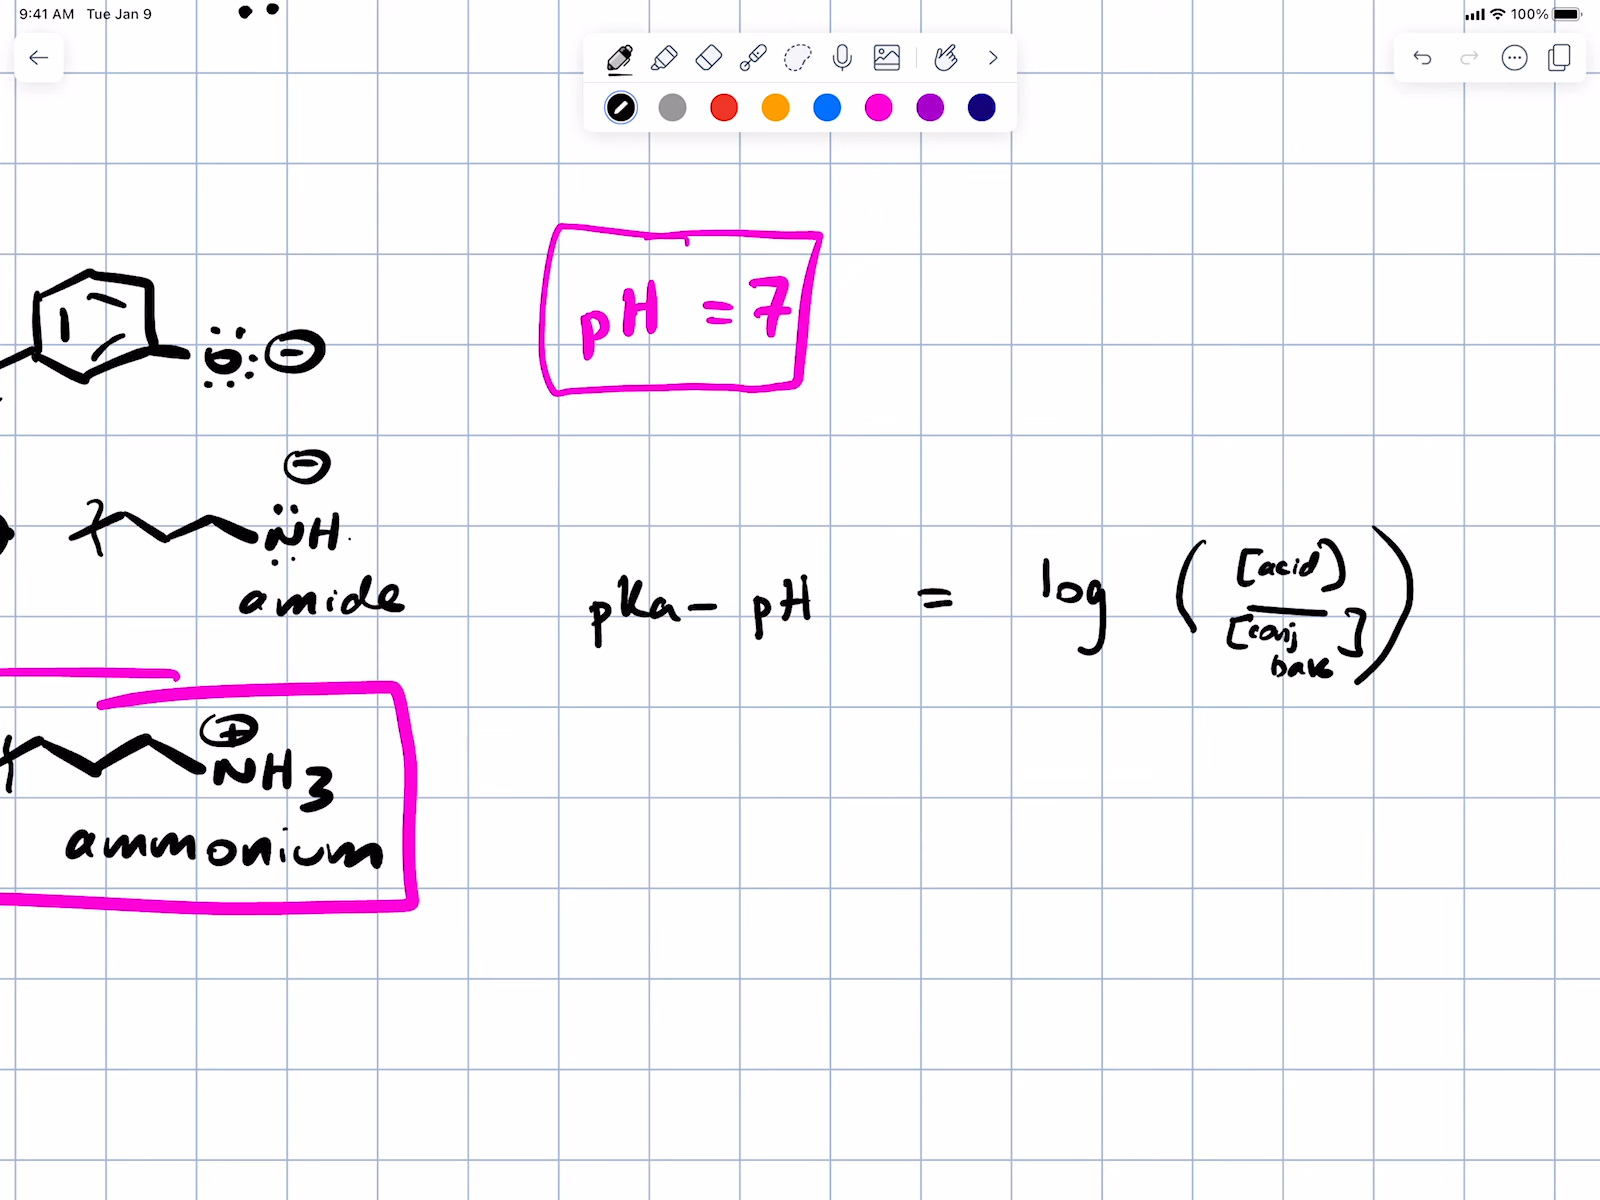 9:41 AM Tue Jan 9
100%
pH = 7
O
NH
amide
pKa - pH = log ([acid]/[conj base])
NH3
ammonium